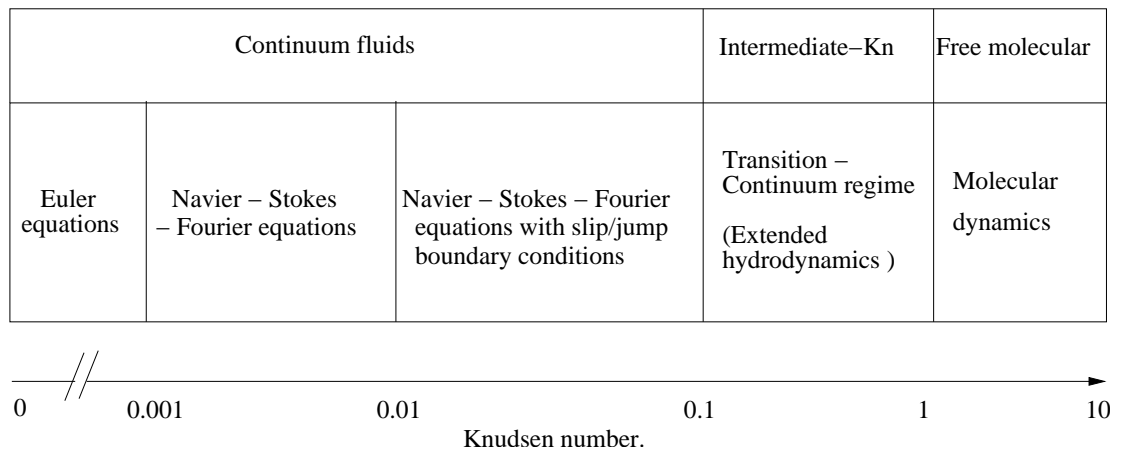 Continuum fluids
Intermediate−Kn
Free molecular
Euler
equations
Navier − Stokes
− Fourier equations
Navier − Stokes − Fourier
equations with slip/jump
boundary conditions
Transition −
Continuum regime
(Extended
hydrodynamics )
Molecular
dynamics
0
0.001
0.01
0.1
1
10
Knudsen number.